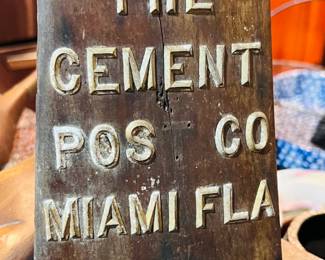 THE
CEMENT
POS CO
MIAMI FLA